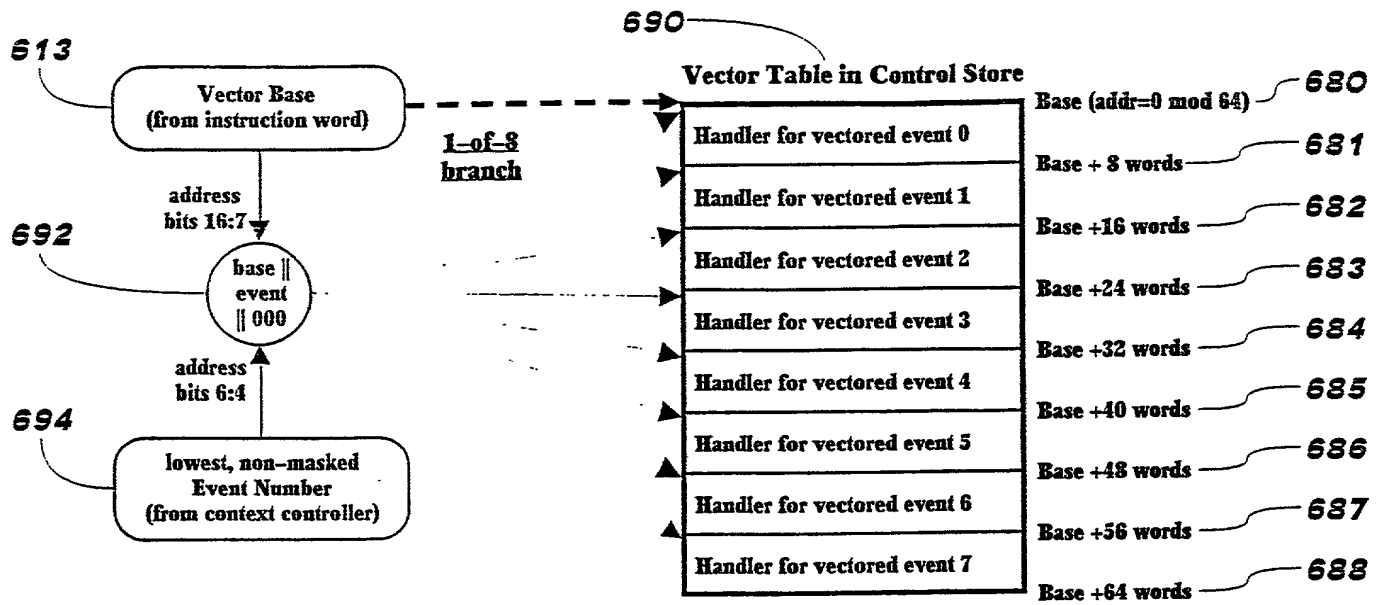 690
613
Vector Base
(from instruction word)
1-of-8
branch
address
bits 16:7
692
base ||
event
|| 000
address
bits 6:4
694
lowest, non-masked
Event Number
(from context controller)
Vector Table in Control Store
Handler for vectored event 0
Handler for vectored event 1
Handler for vectored event 2
Handler for vectored event 3
Handler for vectored event 4
Handler for vectored event 5
Handler for vectored event 6
Handler for vectored event 7
Base (addr=0 mod 64)
680
Base + 8 words
681
Base +16 words
682
Base +24 words
683
Base +32 words
684
Base +40 words
685
Base +48 words
686
Base +56 words
687
Base +64 words
688